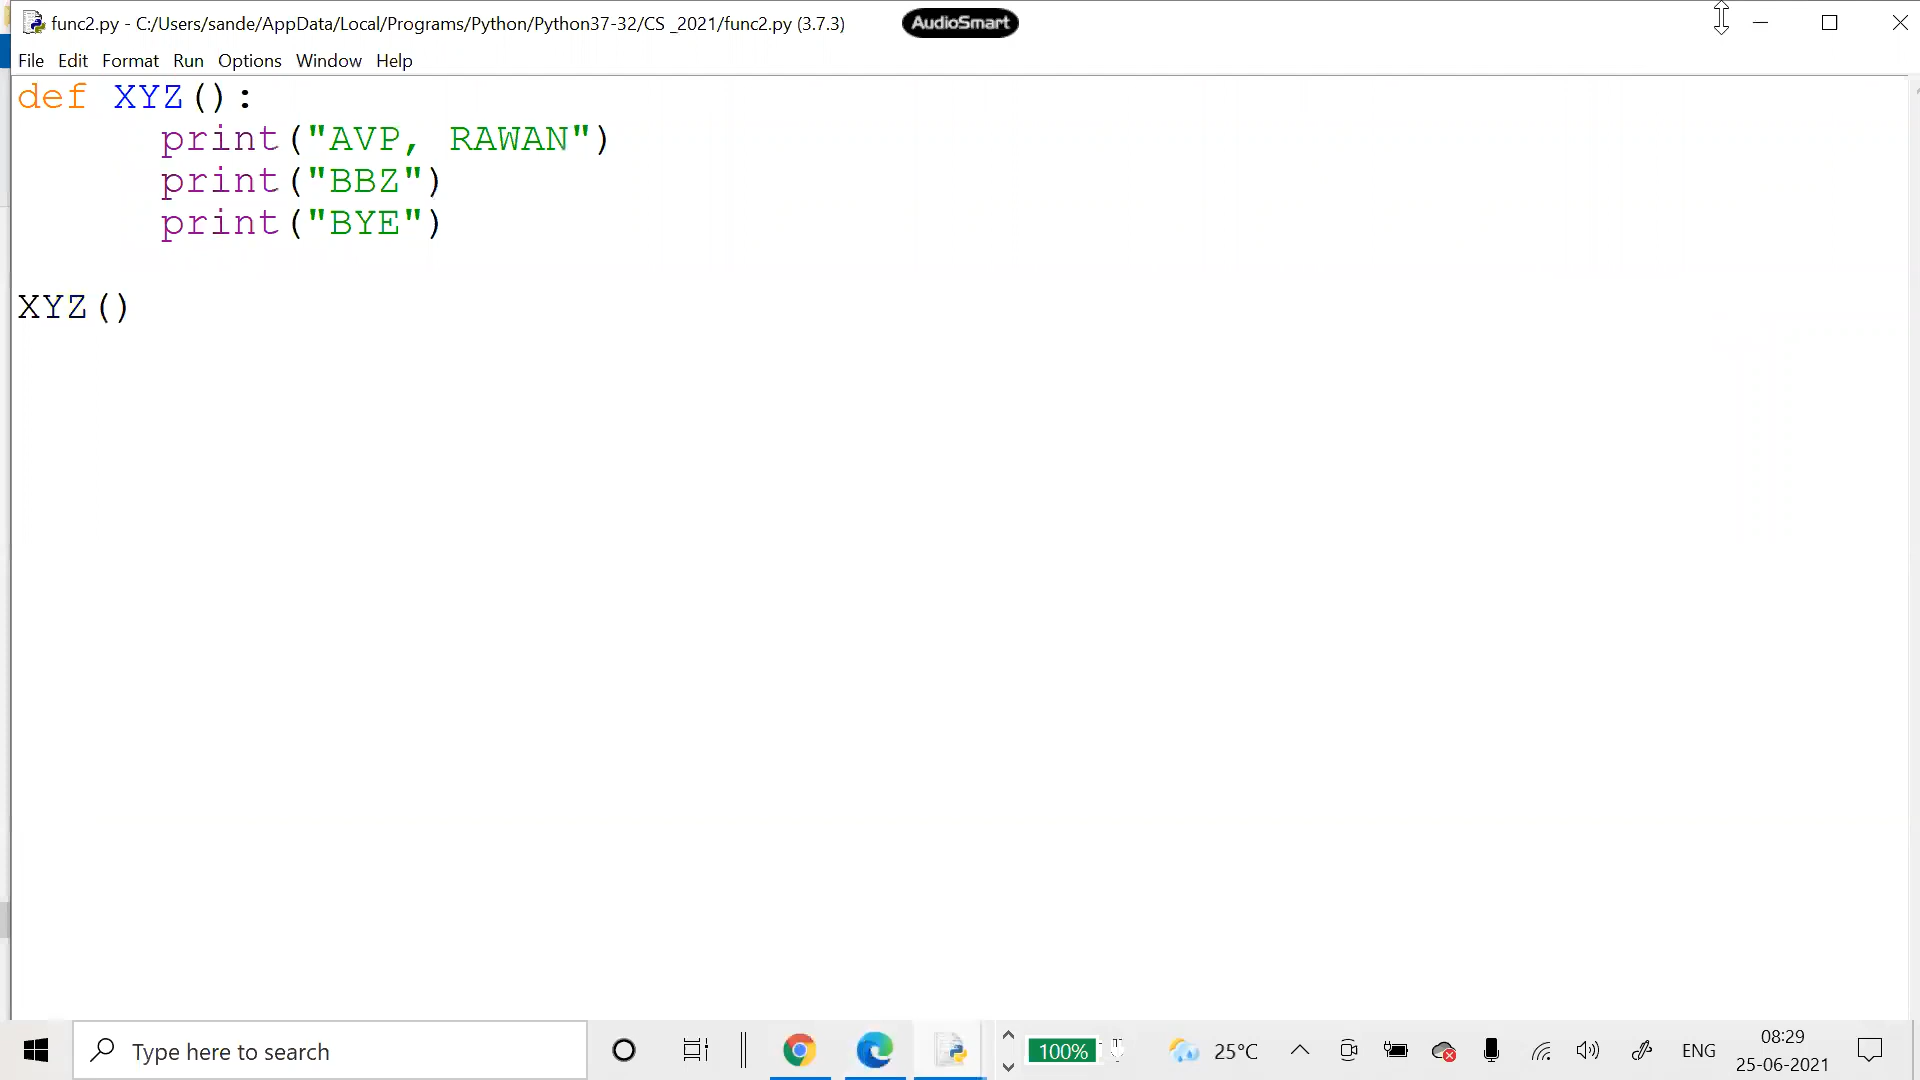 func2.py - C:/Users/sande/AppData/Local/Programs/Python/Python37-32/CS _2021/func2.py (3.7.3)
AudioSmart
File Edit Format Run Options Window Help
def XYZ():
      print("AVP, RAWAN")
      print("BBZ")
      print("BYE")
XYZ()
Type here to search
100%
25°C
ENG
08:29
25-06-2021